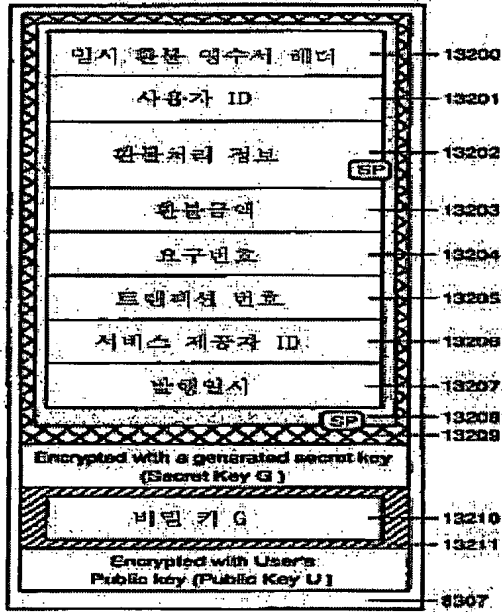 임시 환불 영수서 헤더 13200
사용자 ID 13201
환불처리 정보 13202
SP
환불금액 13203
요구번호 13204
트랜잭션 번호 13205
서비스 제공자 ID 13206
발행일시 13207
SP 13208
13209
Encrypted with a generated secret key
(Secret Key G)
비밀 키 G 13210
13211
Encrypted with User's
Public key (Public Key U)
8307